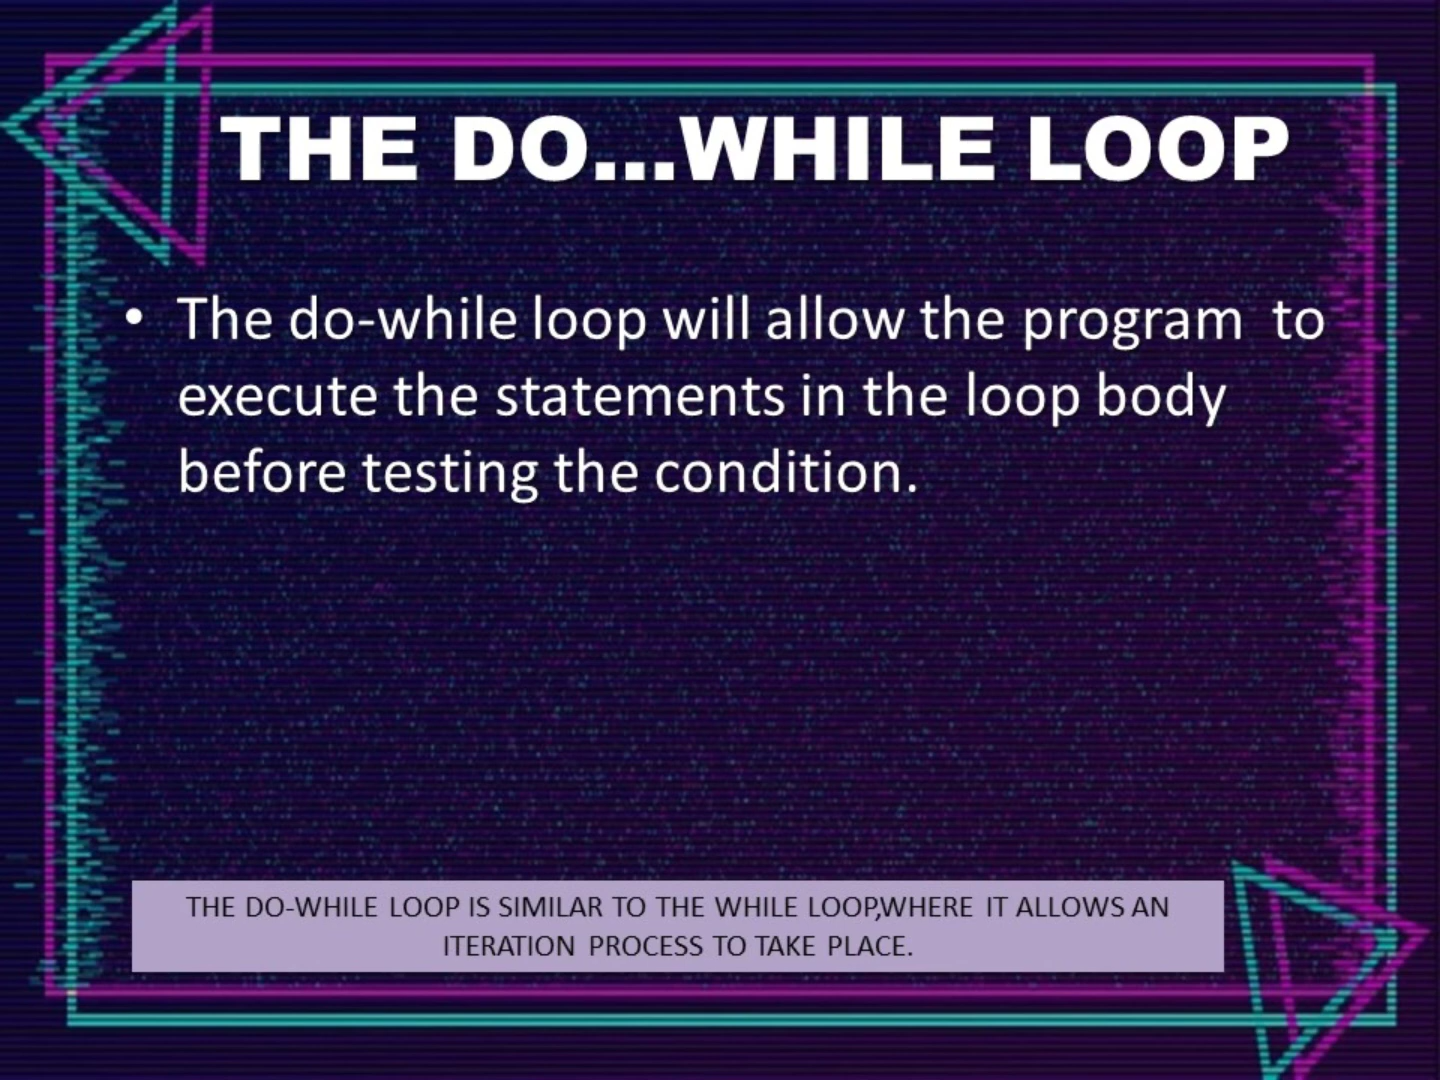 THE DO...WHILE LOOP
• The do-while loop will allow the program to
execute the statements in the loop body
before testing the condition.
THE DO-WHILE LOOP IS SIMILAR TO THE WHILE LOOP,WHERE IT ALLOWS AN
ITERATION PROCESS TO TAKE PLACE.